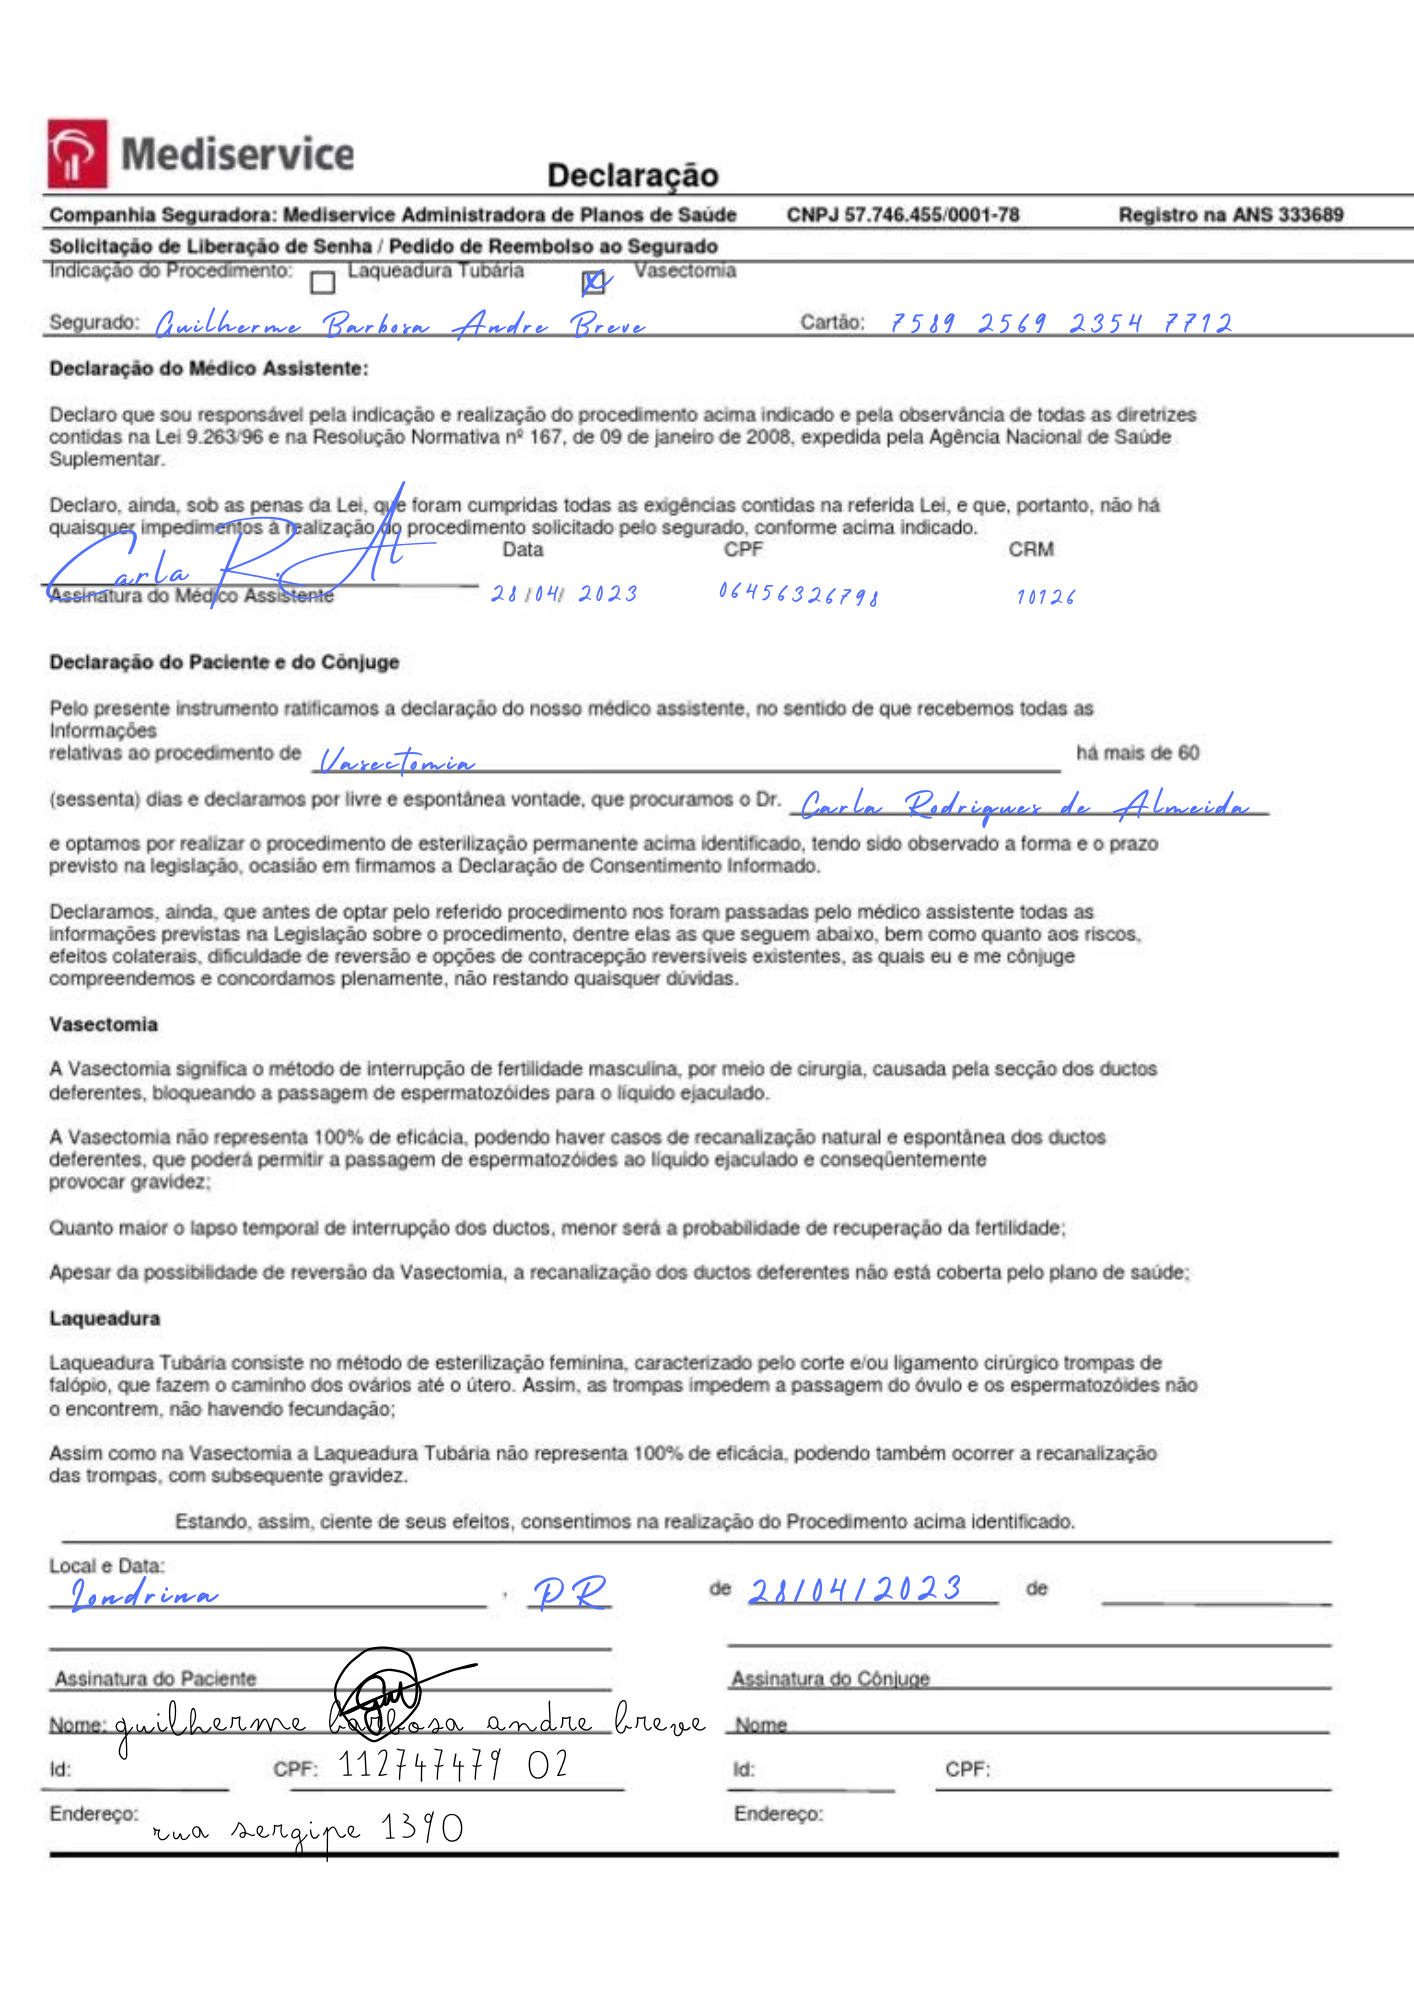 Mediservice
Declaração
Companhia Seguradora: Mediservice Administradora de Planos de Saúde CNPJ 57.746.455/0001-78 Registro na ANS 333689
Solicitação de Liberação de Senha / Pedido de Reembolso ao Segurado
Indicação do Procedimento: Laqueadura Tubária X Vasectomia
Segurado: Guilherme Barbosa Andre Breve Cartão: 7589 2569 2354 7712
Declaração do Médico Assistente:
Declaro que sou responsável pela indicação e realização do procedimento acima indicado e pela observância de todas as diretrizes
contidas na Lei 9.263/96 e na Resolução Normativa nº 167, de 09 de janeiro de 2008, expedida pela Agência Nacional de Saúde
Suplementar.
Declaro, ainda, sob as penas da Lei, que foram cumpridas todas as exigências contidas na referida Lei, e que, portanto, não há
quaisquer impedimentos à realização do procedimento solicitado pelo segurado, conforme acima indicado.
Data CPF CRM
Carla R. Al
Assinatura do Médico Assistente 28 /04/ 2023 06456326798 10126
Declaração do Paciente e do Cônjuge
Pelo presente instrumento ratificamos a declaração do nosso médico assistente, no sentido de que recebemos todas as
Informações
relativas ao procedimento de Vasectomia há mais de 60
(sessenta) dias e declaramos por livre e espontânea vontade, que procuramos o Dr. Carla Rodrigues de Almeida
e optamos por realizar o procedimento de esterilização permanente acima identificado, tendo sido observado a forma e o prazo
previsto na legislação, ocasião em firmamos a Declaração de Consentimento Informado.
Declaramos, ainda, que antes de optar pelo referido procedimento nos foram passadas pelo médico assistente todas as
informações previstas na Legislação sobre o procedimento, dentre elas as que seguem abaixo, bem como quanto aos riscos,
efeitos colaterais, dificuldade de reversão e opções de contracepção reversíveis existentes, as quais eu e me cônjuge
compreendemos e concordamos plenamente, não restando quaisquer dúvidas.
Vasectomia
A Vasectomia significa o método de interrupção de fertilidade masculina, por meio de cirurgia, causada pela secção dos ductos
deferentes, bloqueando a passagem de espermatozóides para o líquido ejaculado.
A Vasectomia não representa 100% de eficácia, podendo haver casos de recanalização natural e espontânea dos ductos
deferentes, que poderá permitir a passagem de espermatozóides ao líquido ejaculado e conseqüentemente
provocar gravidez;
Quanto maior o lapso temporal de interrupção dos ductos, menor será a probabilidade de recuperação da fertilidade;
Apesar da possibilidade de reversão da Vasectomia, a recanalização dos ductos deferentes não está coberta pelo plano de saúde;
Laqueadura
Laqueadura Tubária consiste no método de esterilização feminina, caracterizado pelo corte e/ou ligamento cirúrgico trompas de
falópio, que fazem o caminho dos ovários até o útero. Assim, as trompas impedem a passagem do óvulo e os espermatozóides não
o encontrem, não havendo fecundação;
Assim como na Vasectomia a Laqueadura Tubária não representa 100% de eficácia, podendo também ocorrer a recanalização
das trompas, com subsequente gravidez.
Estando, assim, ciente de seus efeitos, consentimos na realização do Procedimento acima identificado.
Local e Data:
Londrina , PR de 28/04/2023 de
Assinatura do Paciente Assinatura do Cônjuge
Nome: guilherme barbosa andre breve Nome
Id: CPF: 112747479 02 Id: CPF:
Endereço: rua sergipe 1390 Endereço: